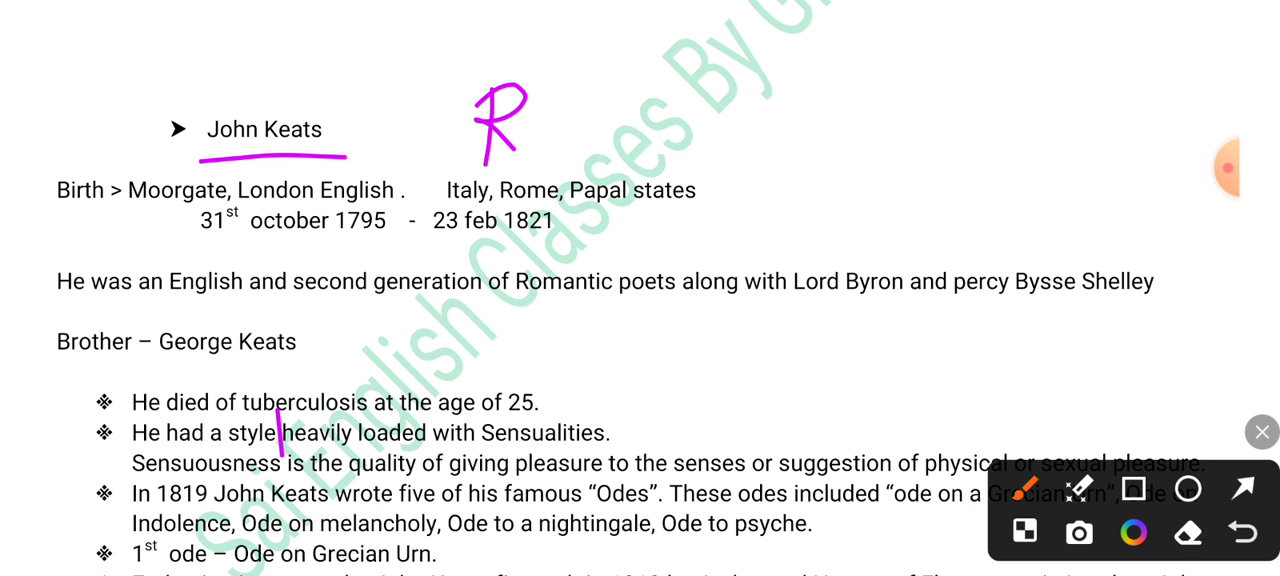 R
➤ John Keats
Birth > Moorgate, London English . Italy, Rome, Papal states
31st october 1795 - 23 feb 1821
He was an English and second generation of Romantic poets along with Lord Byron and percy Bysse Shelley
Brother – George Keats
❖ He died of tuberculosis at the age of 25.
❖ He had a style heavily loaded with Sensualities.
Sensuousness is the quality of giving pleasure to the senses or suggestion of physical or sexual pleasure.
❖ In 1819 John Keats wrote five of his famous “Odes”. These odes included “ode on a Grecian urn”, Ode on
Indolence, Ode on melancholy, Ode to a nightingale, Ode to psyche.
❖ 1st ode – Ode on Grecian Urn.
Sai English Classes By